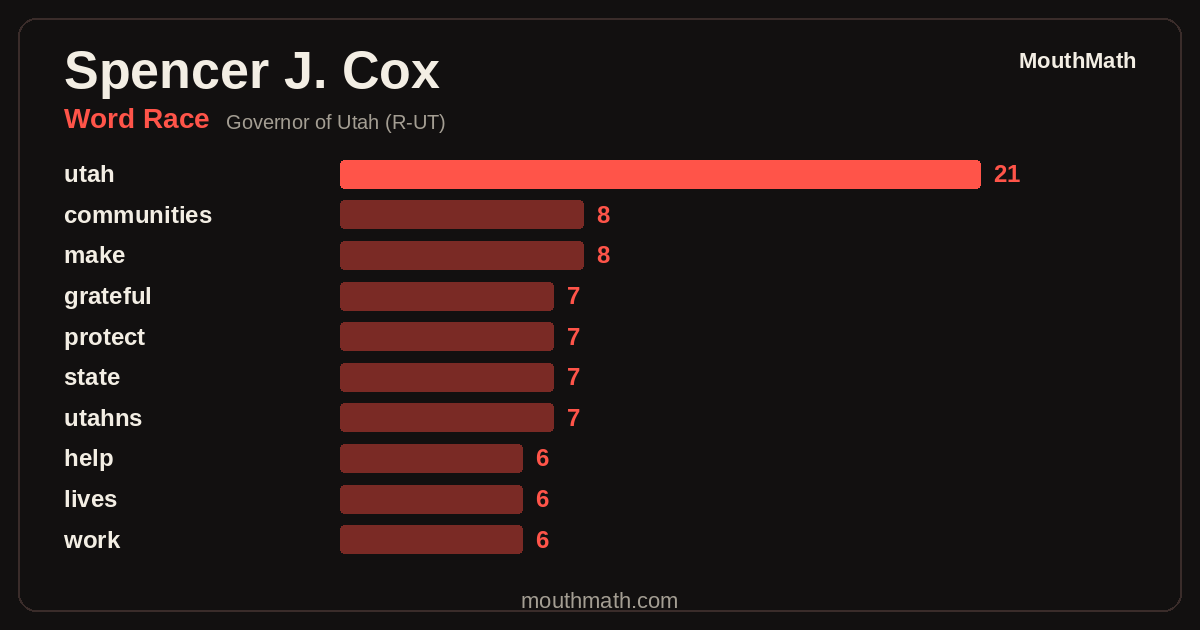 Spencer J. Cox
MouthMath
Word Race Governor of Utah (R-UT)
utah 21
communities 8
make 8
grateful 7
protect 7
state 7
utahns 7
help 6
lives 6
work 6
mouthmath.com